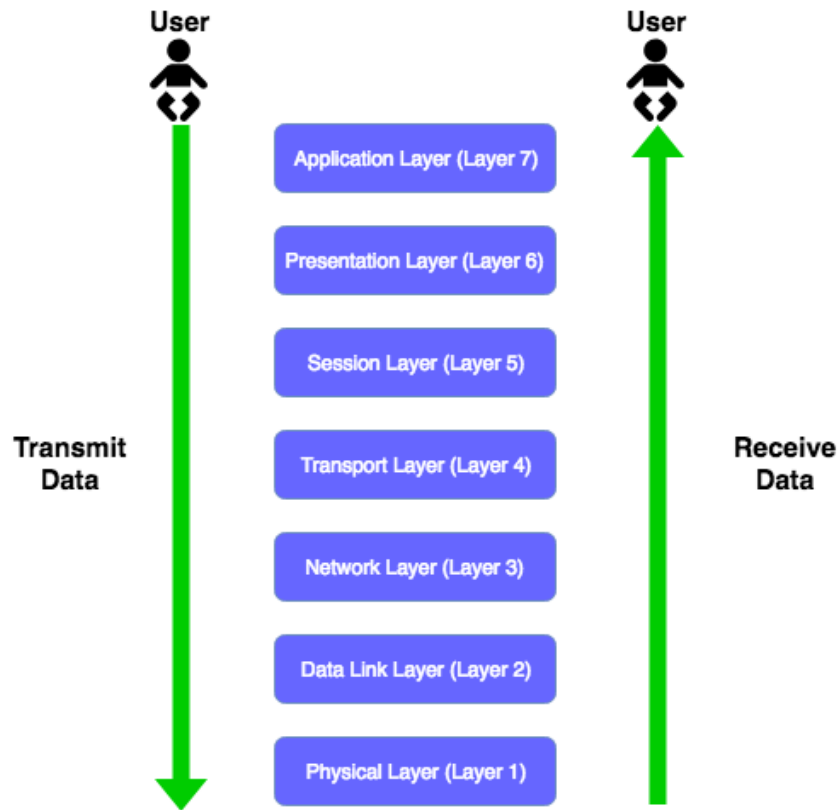 User
User
Application Layer (Layer 7)
Presentation Layer (Layer 6)
Session Layer (Layer 5)
Transmit
Data
Transport Layer (Layer 4)
Receive
Data
Network Layer (Layer 3)
Data Link Layer (Layer 2)
Physical Layer (Layer 1)